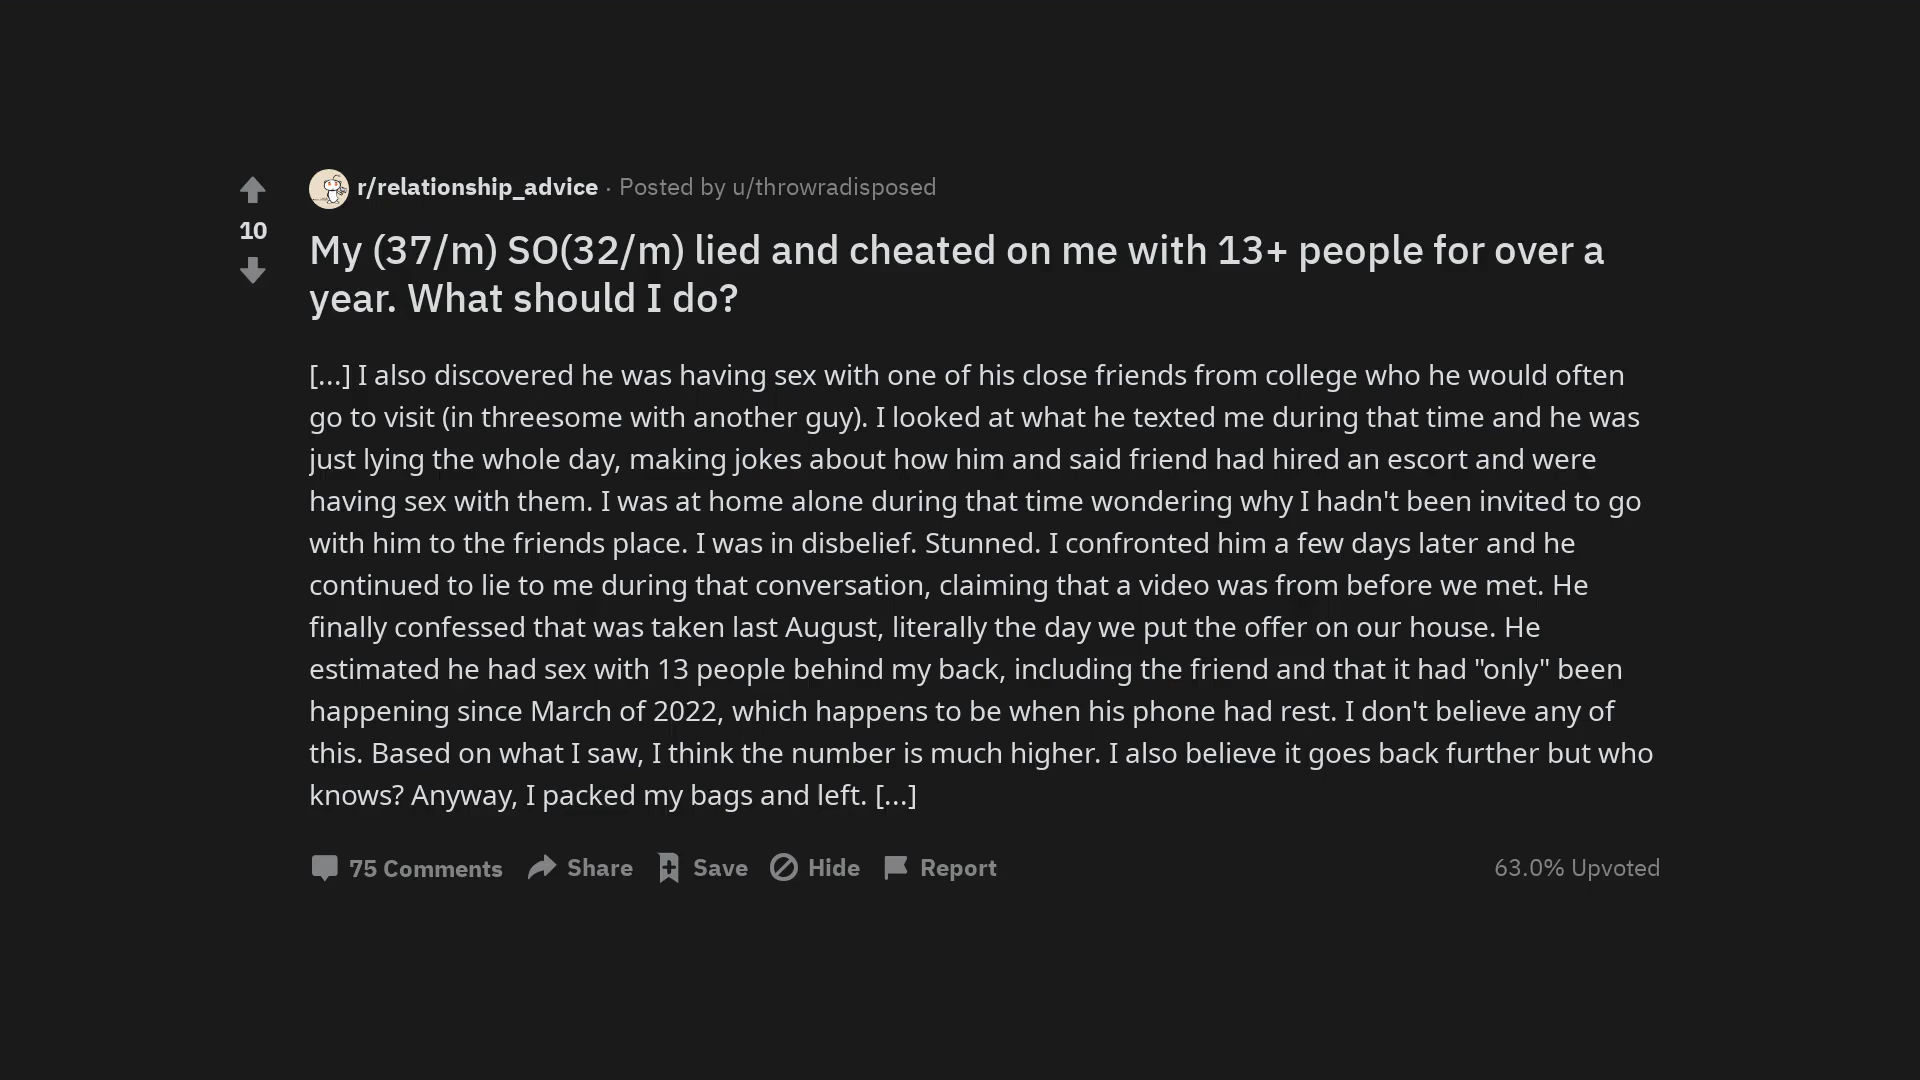 r/relationship_advice · Posted by u/throwradisposed
10
My (37/m) SO(32/m) lied and cheated on me with 13+ people for over a
year. What should I do?
[...] I also discovered he was having sex with one of his close friends from college who he would often
go to visit (in threesome with another guy). I looked at what he texted me during that time and he was
just lying the whole day, making jokes about how him and said friend had hired an escort and were
having sex with them. I was at home alone during that time wondering why I hadn't been invited to go
with him to the friends place. I was in disbelief. Stunned. I confronted him a few days later and he
continued to lie to me during that conversation, claiming that a video was from before we met. He
finally confessed that was taken last August, literally the day we put the offer on our house. He
estimated he had sex with 13 people behind my back, including the friend and that it had "only" been
happening since March of 2022, which happens to be when his phone had rest. I don't believe any of
this. Based on what I saw, I think the number is much higher. I also believe it goes back further but who
knows? Anyway, I packed my bags and left. [...]
75 Comments Share Save Hide Report 63.0% Upvoted